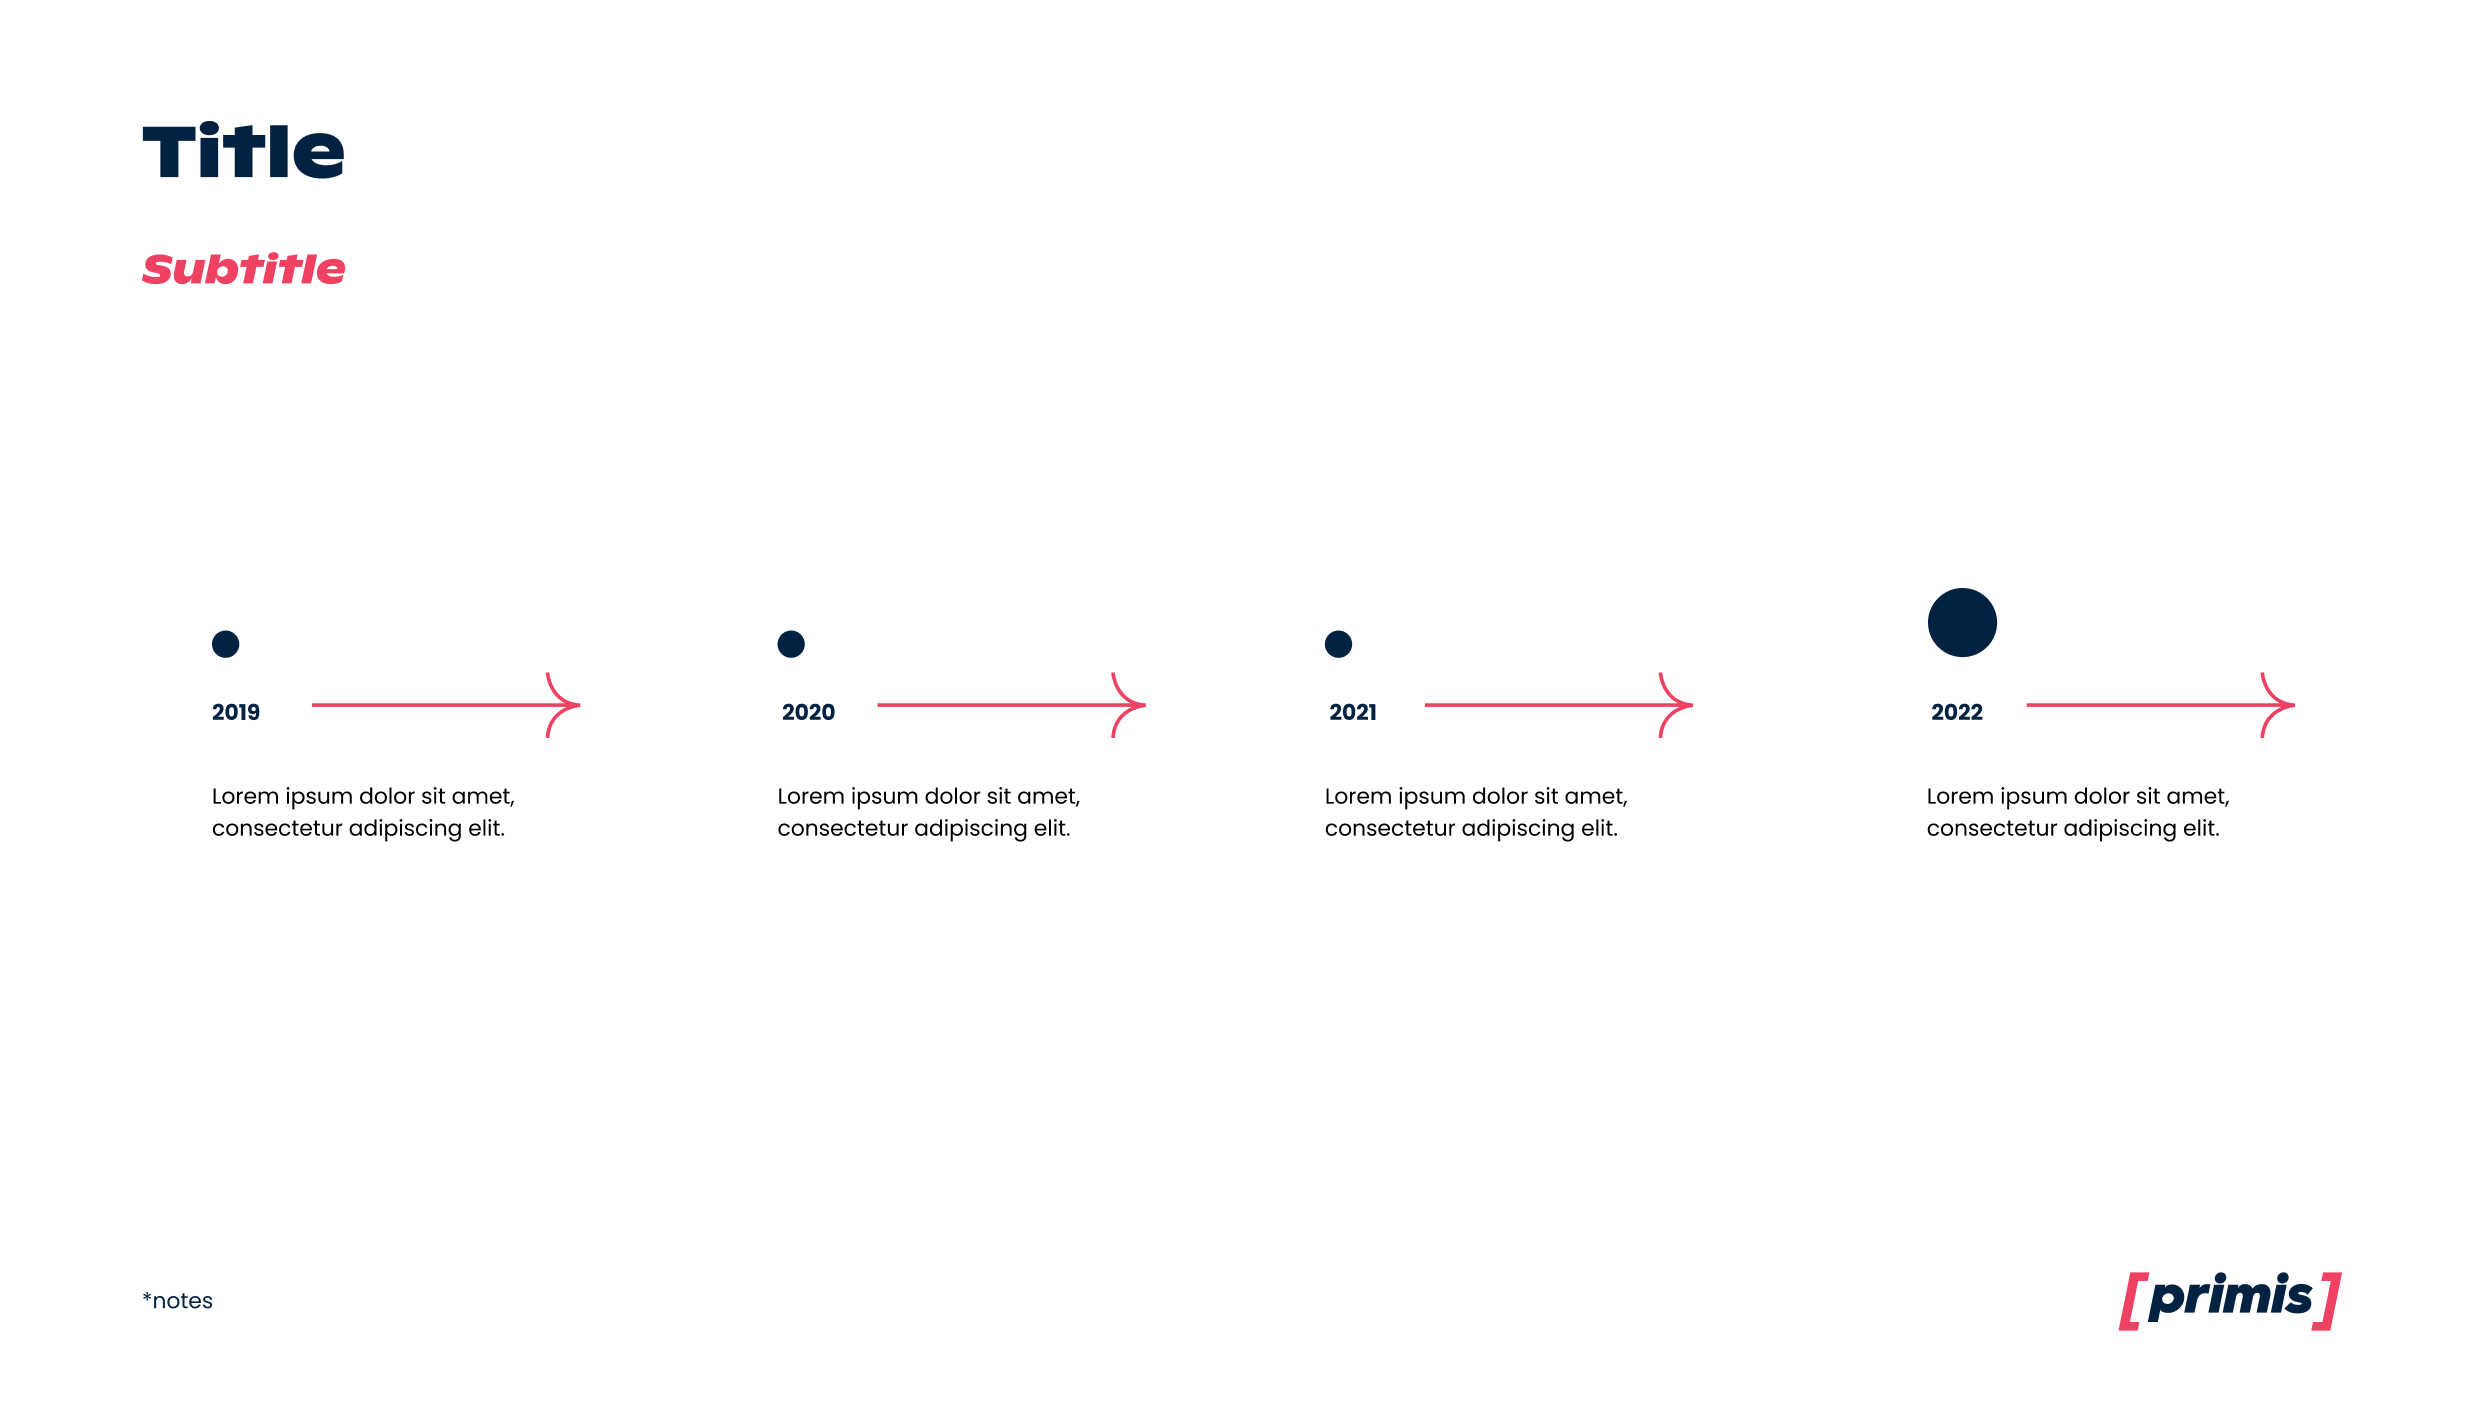 Title
Subtitle
2019
2020
2021
2022
Lorem ipsum dolor sit amet,
consectetur adipiscing elit.
Lorem ipsum dolor sit amet,
consectetur adipiscing elit.
Lorem ipsum dolor sit amet,
consectetur adipiscing elit.
Lorem ipsum dolor sit amet,
consectetur adipiscing elit.
*notes
[primis]